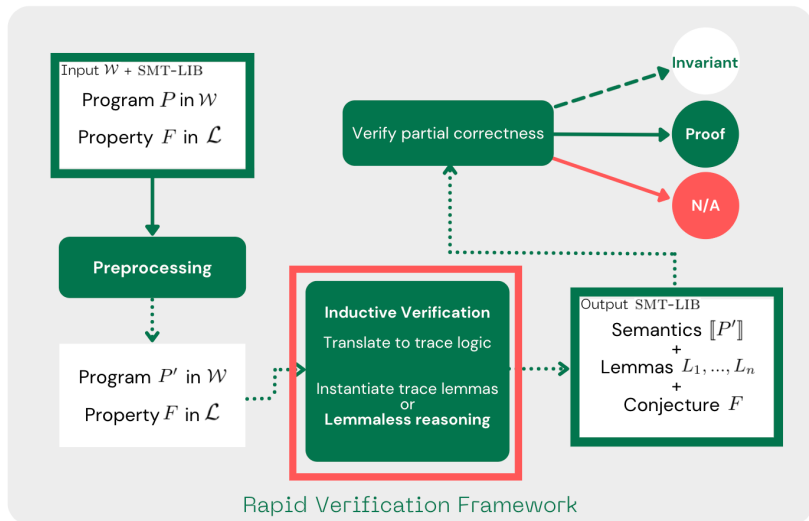 Input 𝒲 + SMT-LIB
Program P in 𝒲
Property F in ℒ
Preprocessing
Program P′ in 𝒲
Property F in ℒ
Inductive Verification
Translate to trace logic
Instantiate trace lemmas
or
Lemmaless reasoning
Output SMT-LIB
Semantics ⟦P′⟧
+
Lemmas L₁, ..., Lₙ
+
Conjecture F
Verify partial correctness
Invariant
Proof
N/A
Rapid Verification Framework